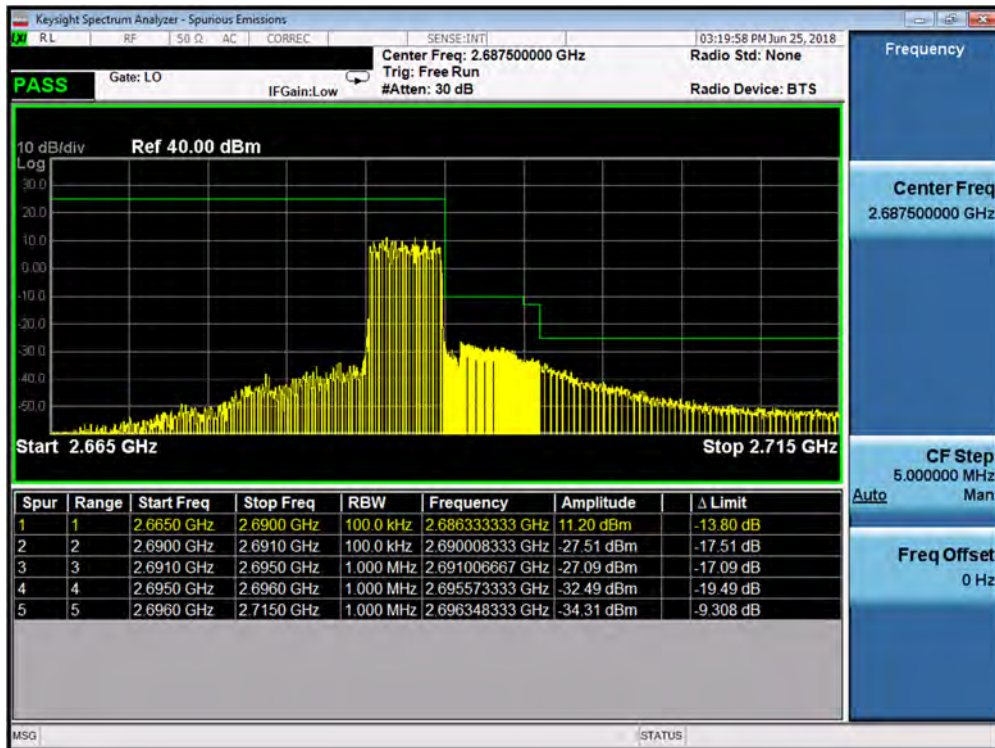 Keysight Spectrum Analyzer - Spurious Emissions
LXI RL RF 50 Ω AC CORREC SENSE:INT 03:19:58 PM Jun 25, 2018
Center Freq: 2.687500000 GHz Radio Std: None
PASS Gate: LO Trig: Free Run
IFGain:Low #Atten: 30 dB Radio Device: BTS
10 dB/div Ref 40.00 dBm
Log
30.0
20.0
10.0
0.00
-10.0
-20.0
-30.0
-40.0
-50.0
Start 2.665 GHz Stop 2.715 GHz
Spur Range Start Freq Stop Freq RBW Frequency Amplitude Δ Limit
1 1 2.6650 GHz 2.6900 GHz 100.0 kHz 2.686333333 GHz 11.20 dBm -13.80 dB
2 2 2.6900 GHz 2.6910 GHz 100.0 kHz 2.690008333 GHz -27.51 dBm -17.51 dB
3 3 2.6910 GHz 2.6950 GHz 1.000 MHz 2.691006667 GHz -27.09 dBm -17.09 dB
4 4 2.6950 GHz 2.6960 GHz 1.000 MHz 2.695573333 GHz -32.49 dBm -19.49 dB
5 5 2.6960 GHz 2.7150 GHz 1.000 MHz 2.696348333 GHz -34.31 dBm -9.308 dB
MSG STATUS
Frequency
Center Freq
2.687500000 GHz
CF Step
5.000000 MHz
Auto Man
Freq Offset
0 Hz